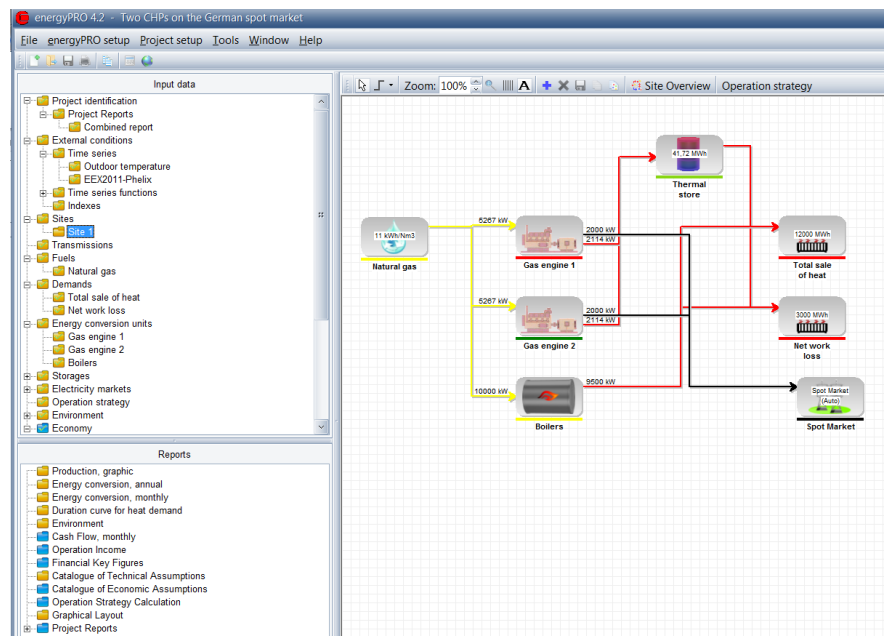 energyPRO 4.2 - Two CHPs on the German spot market
File energyPRO setup Project setup Tools Window Help
Input data
Project identification
Project Reports
Combined report
External conditions
Time series
Outdoor temperature
EEX2011-Phelix
Time series functions
Indexes
Sites
Site 1
Transmissions
Fuels
Natural gas
Demands
Total sale of heat
Net work loss
Energy conversion units
Gas engine 1
Gas engine 2
Boilers
Storages
Electricity markets
Operation strategy
Environment
Economy
Reports
Production, graphic
Energy conversion, annual
Energy conversion, monthly
Duration curve for heat demand
Environment
Cash Flow, monthly
Operation Income
Financial Key Figures
Catalogue of Technical Assumptions
Catalogue of Economic Assumptions
Operation Strategy Calculation
Graphical Layout
Project Reports
Zoom: 100% A Site Overview Operation strategy
41,72 MWh
Thermal
store
11 kWh/Nm3
Natural gas
5267 kW
2000 kW
2114 kW
Gas engine 1
12000 MWh
Total sale
of heat
5267 kW
2000 kW
2114 kW
Gas engine 2
3000 MWh
Net work
loss
10000 kW
9500 kW
Boilers
Spot Market
(Auto)
Spot Market